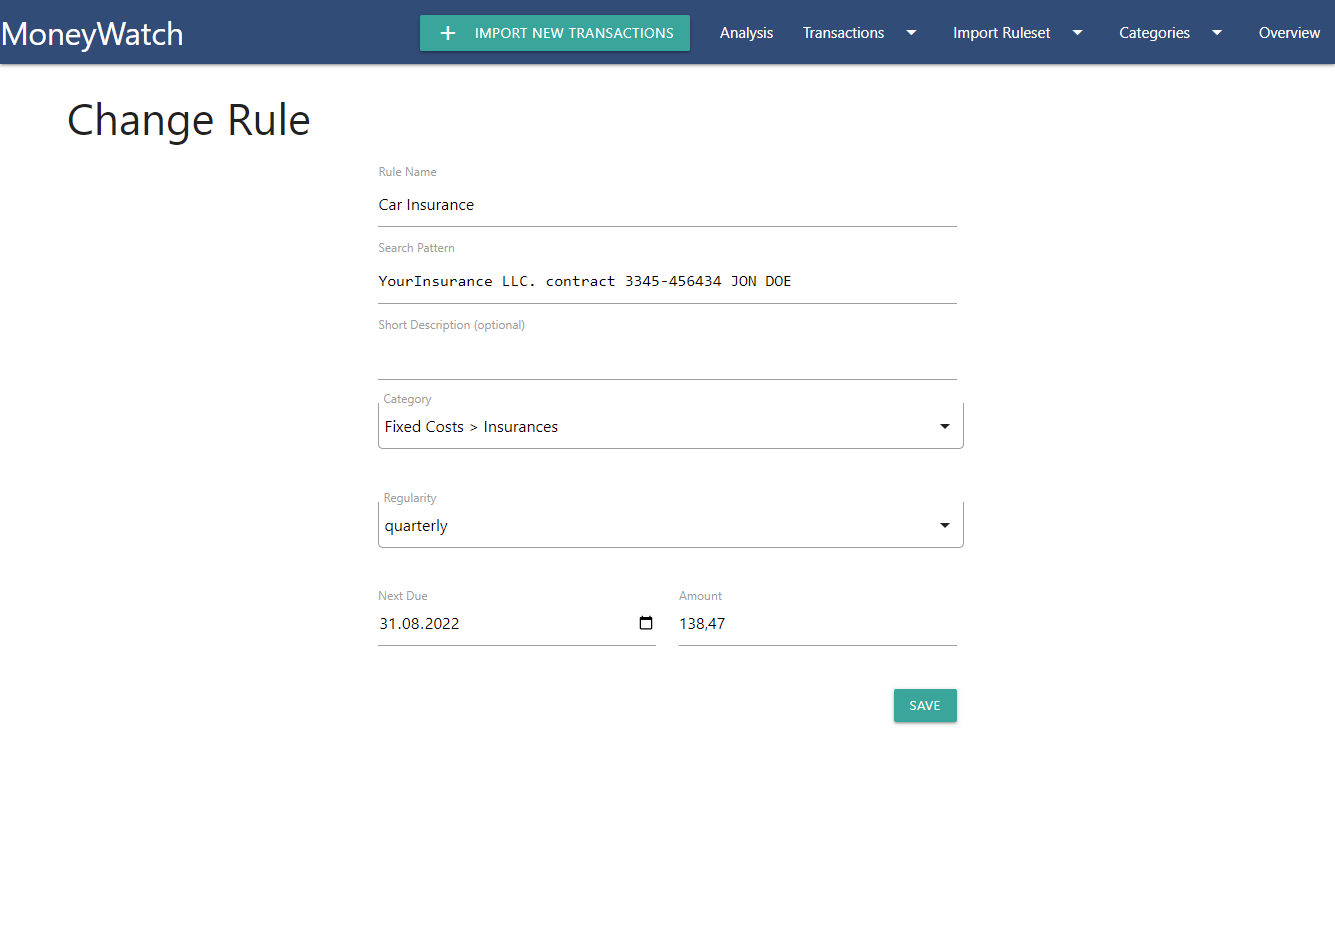 MoneyWatch
IMPORT NEW TRANSACTIONS
Analysis
Transactions
Import Ruleset
Categories
Overview
Change Rule
Rule Name
Car Insurance
Search Pattern
YourInsurance LLC. contract 3345-456434 JON DOE
Short Description (optional)
Category
Fixed Costs > Insurances
Regularity
quarterly
Next Due
31.08.2022
Amount
138,47
SAVE